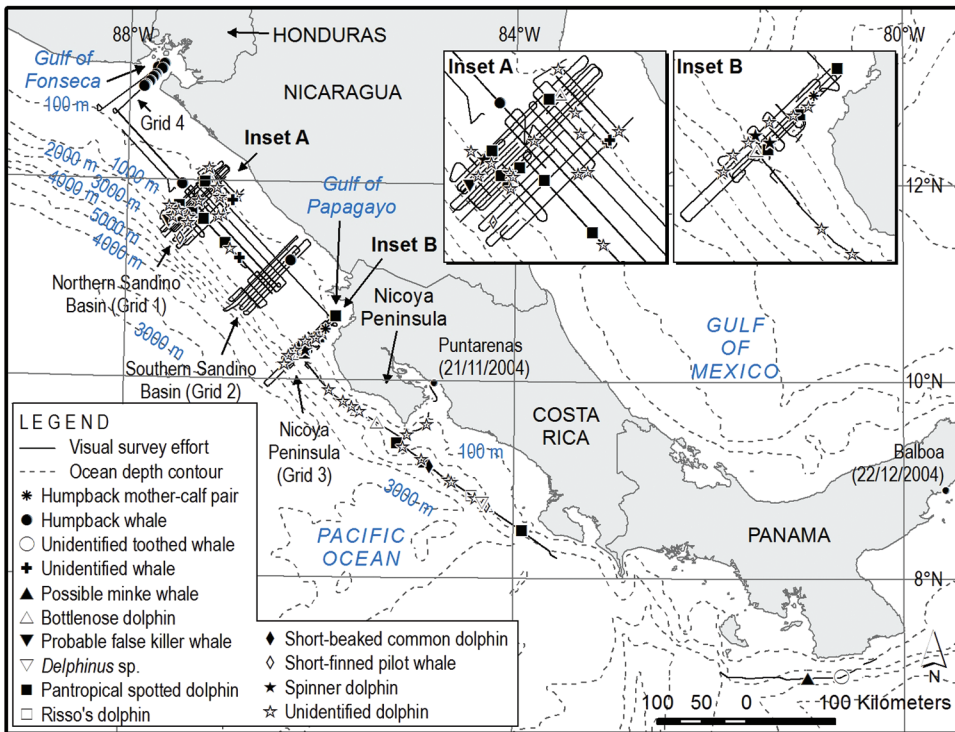 88°W
84°W
80°W
HONDURAS
Gulf of
Fonseca
NICARAGUA
100 m
Grid 4
Inset A
Inset A
Inset B
2000 m
1000 m
3000 m
4000 m
5000 m
4000 m
Gulf of
Papagayo
12°N
Inset B
Northern Sandino
Basin (Grid 1)
Nicoya
Peninsula
3000 m
Puntarenas
(21/11/2004)
GULF
OF
MEXICO
Southern Sandino
Basin (Grid 2)
10°N
COSTA
RICA
Nicoya
Peninsula
(Grid 3)
100 m
Balboa
(22/12/2004)
3000 m
PACIFIC
OCEAN
PANAMA
8°N
LEGEND
Visual survey effort
Ocean depth contour
Humpback mother-calf pair
Humpback whale
Unidentified toothed whale
Unidentified whale
Possible minke whale
Bottlenose dolphin
Probable false killer whale
Delphinus sp.
Pantropical spotted dolphin
Risso's dolphin
Short-beaked common dolphin
Short-finned pilot whale
Spinner dolphin
Unidentified dolphin
N
100 50 0 100 Kilometers